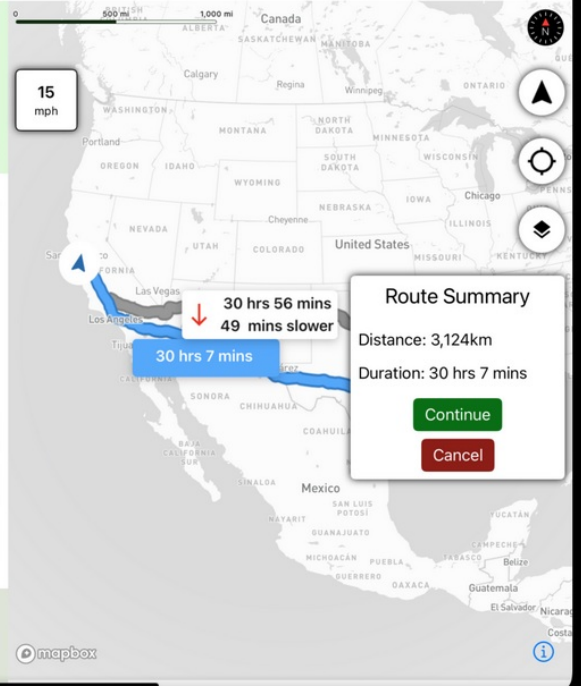 0
500 mi
1,000 mi
BRITISH
Canada
ALBERTA
SASKATCHEWAN
MANITOBA
N
15
mph
Calgary
Regina
Winnipeg
ONTARIO
WASHINGTON
Portland
MONTANA
NORTH
DAKOTA
MINNESOTA
OREGON
IDAHO
SOUTH
DAKOTA
WISCONSIN
WYOMING
IOWA
Chicago
NEBRASKA
Cheyenne
ILLINOIS
NEVADA
UTAH
COLORADO
United States
MISSOURI
KENTUCKY
Las Vegas
Los Angeles
30 hrs 56 mins
49 mins slower
30 hrs 7 mins
Route Summary
Distance: 3,124km
Duration: 30 hrs 7 mins
Continue
Cancel
SONORA
CHIHUAHUA
COAHUILA
BAJA
CALIFORNIA
SUR
SINALOA
Mexico
SAN LUIS
POTOSÍ
NAYARIT
GUANAJUATO
YUCATÁN
MICHOACÁN
PUEBLA
TABASCO
CAMPECHE
Belize
GUERRERO
OAXACA
Guatemala
El Salvador
mapbox
i